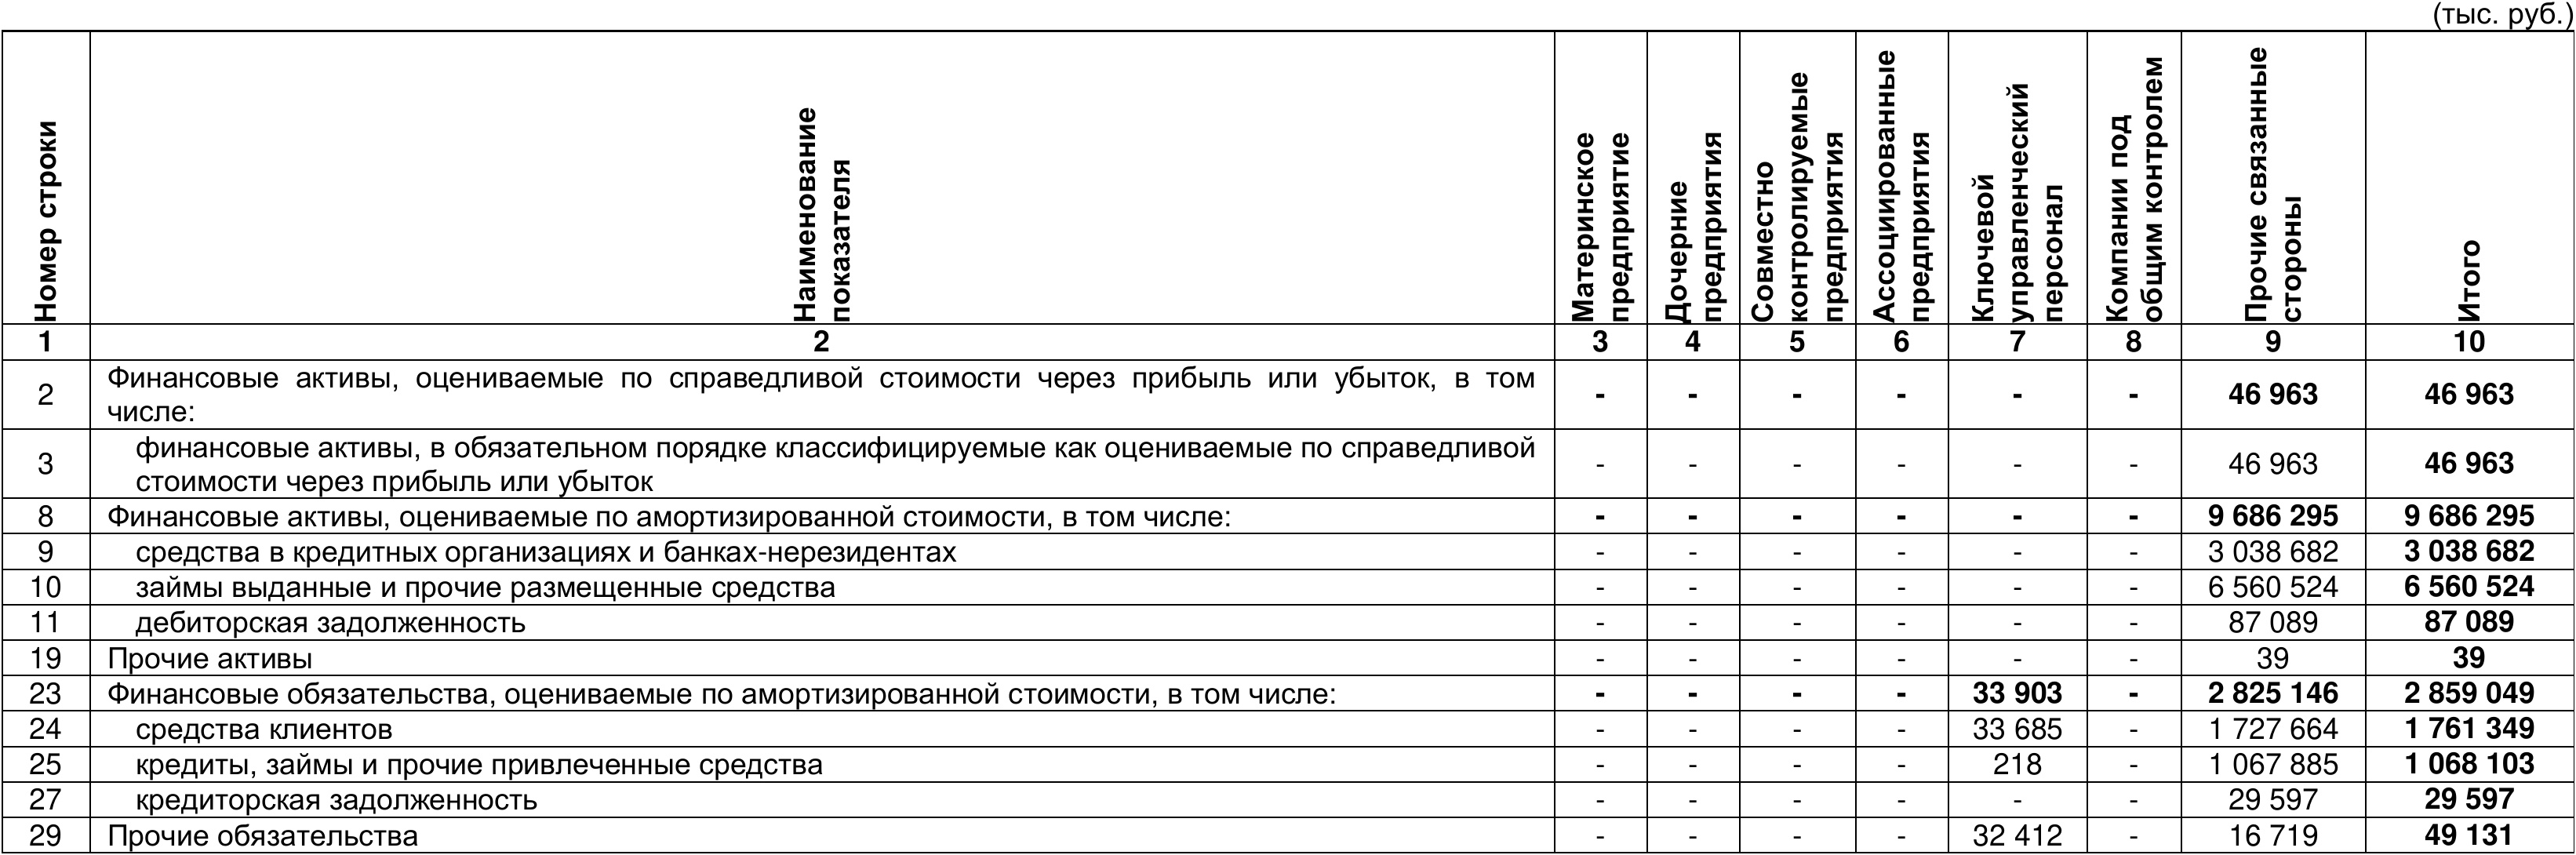 (тыс. руб.)
Номер строки
Наименование
показателя
Материнское
предприятие
Дочерние
предприятия
Совместно
контролируемые
предприятия
Ассоциированные
предприятия
Ключевой
управленческий
персонал
Компании под
общим контролем
Прочие связанные
стороны
Итого
1 2 3 4 5 6 7 8 9 10
2 Финансовые активы, оцениваемые по справедливой стоимости через прибыль или убыток, в том
числе: - - - - - - 46 963 46 963
3 финансовые активы, в обязательном порядке классифицируемые как оцениваемые по справедливой
стоимости через прибыль или убыток - - - - - - 46 963 46 963
8 Финансовые активы, оцениваемые по амортизированной стоимости, в том числе: - - - - - - 9 686 295 9 686 295
9 средства в кредитных организациях и банках-нерезидентах - - - - - - 3 038 682 3 038 682
10 займы выданные и прочие размещенные средства - - - - - - 6 560 524 6 560 524
11 дебиторская задолженность - - - - - - 87 089 87 089
19 Прочие активы - - - - - - 39 39
23 Финансовые обязательства, оцениваемые по амортизированной стоимости, в том числе: - - - - 33 903 - 2 825 146 2 859 049
24 средства клиентов - - - - 33 685 - 1 727 664 1 761 349
25 кредиты, займы и прочие привлеченные средства - - - - 218 - 1 067 885 1 068 103
27 кредиторская задолженность - - - - - - 29 597 29 597
29 Прочие обязательства - - - - 32 412 - 16 719 49 131